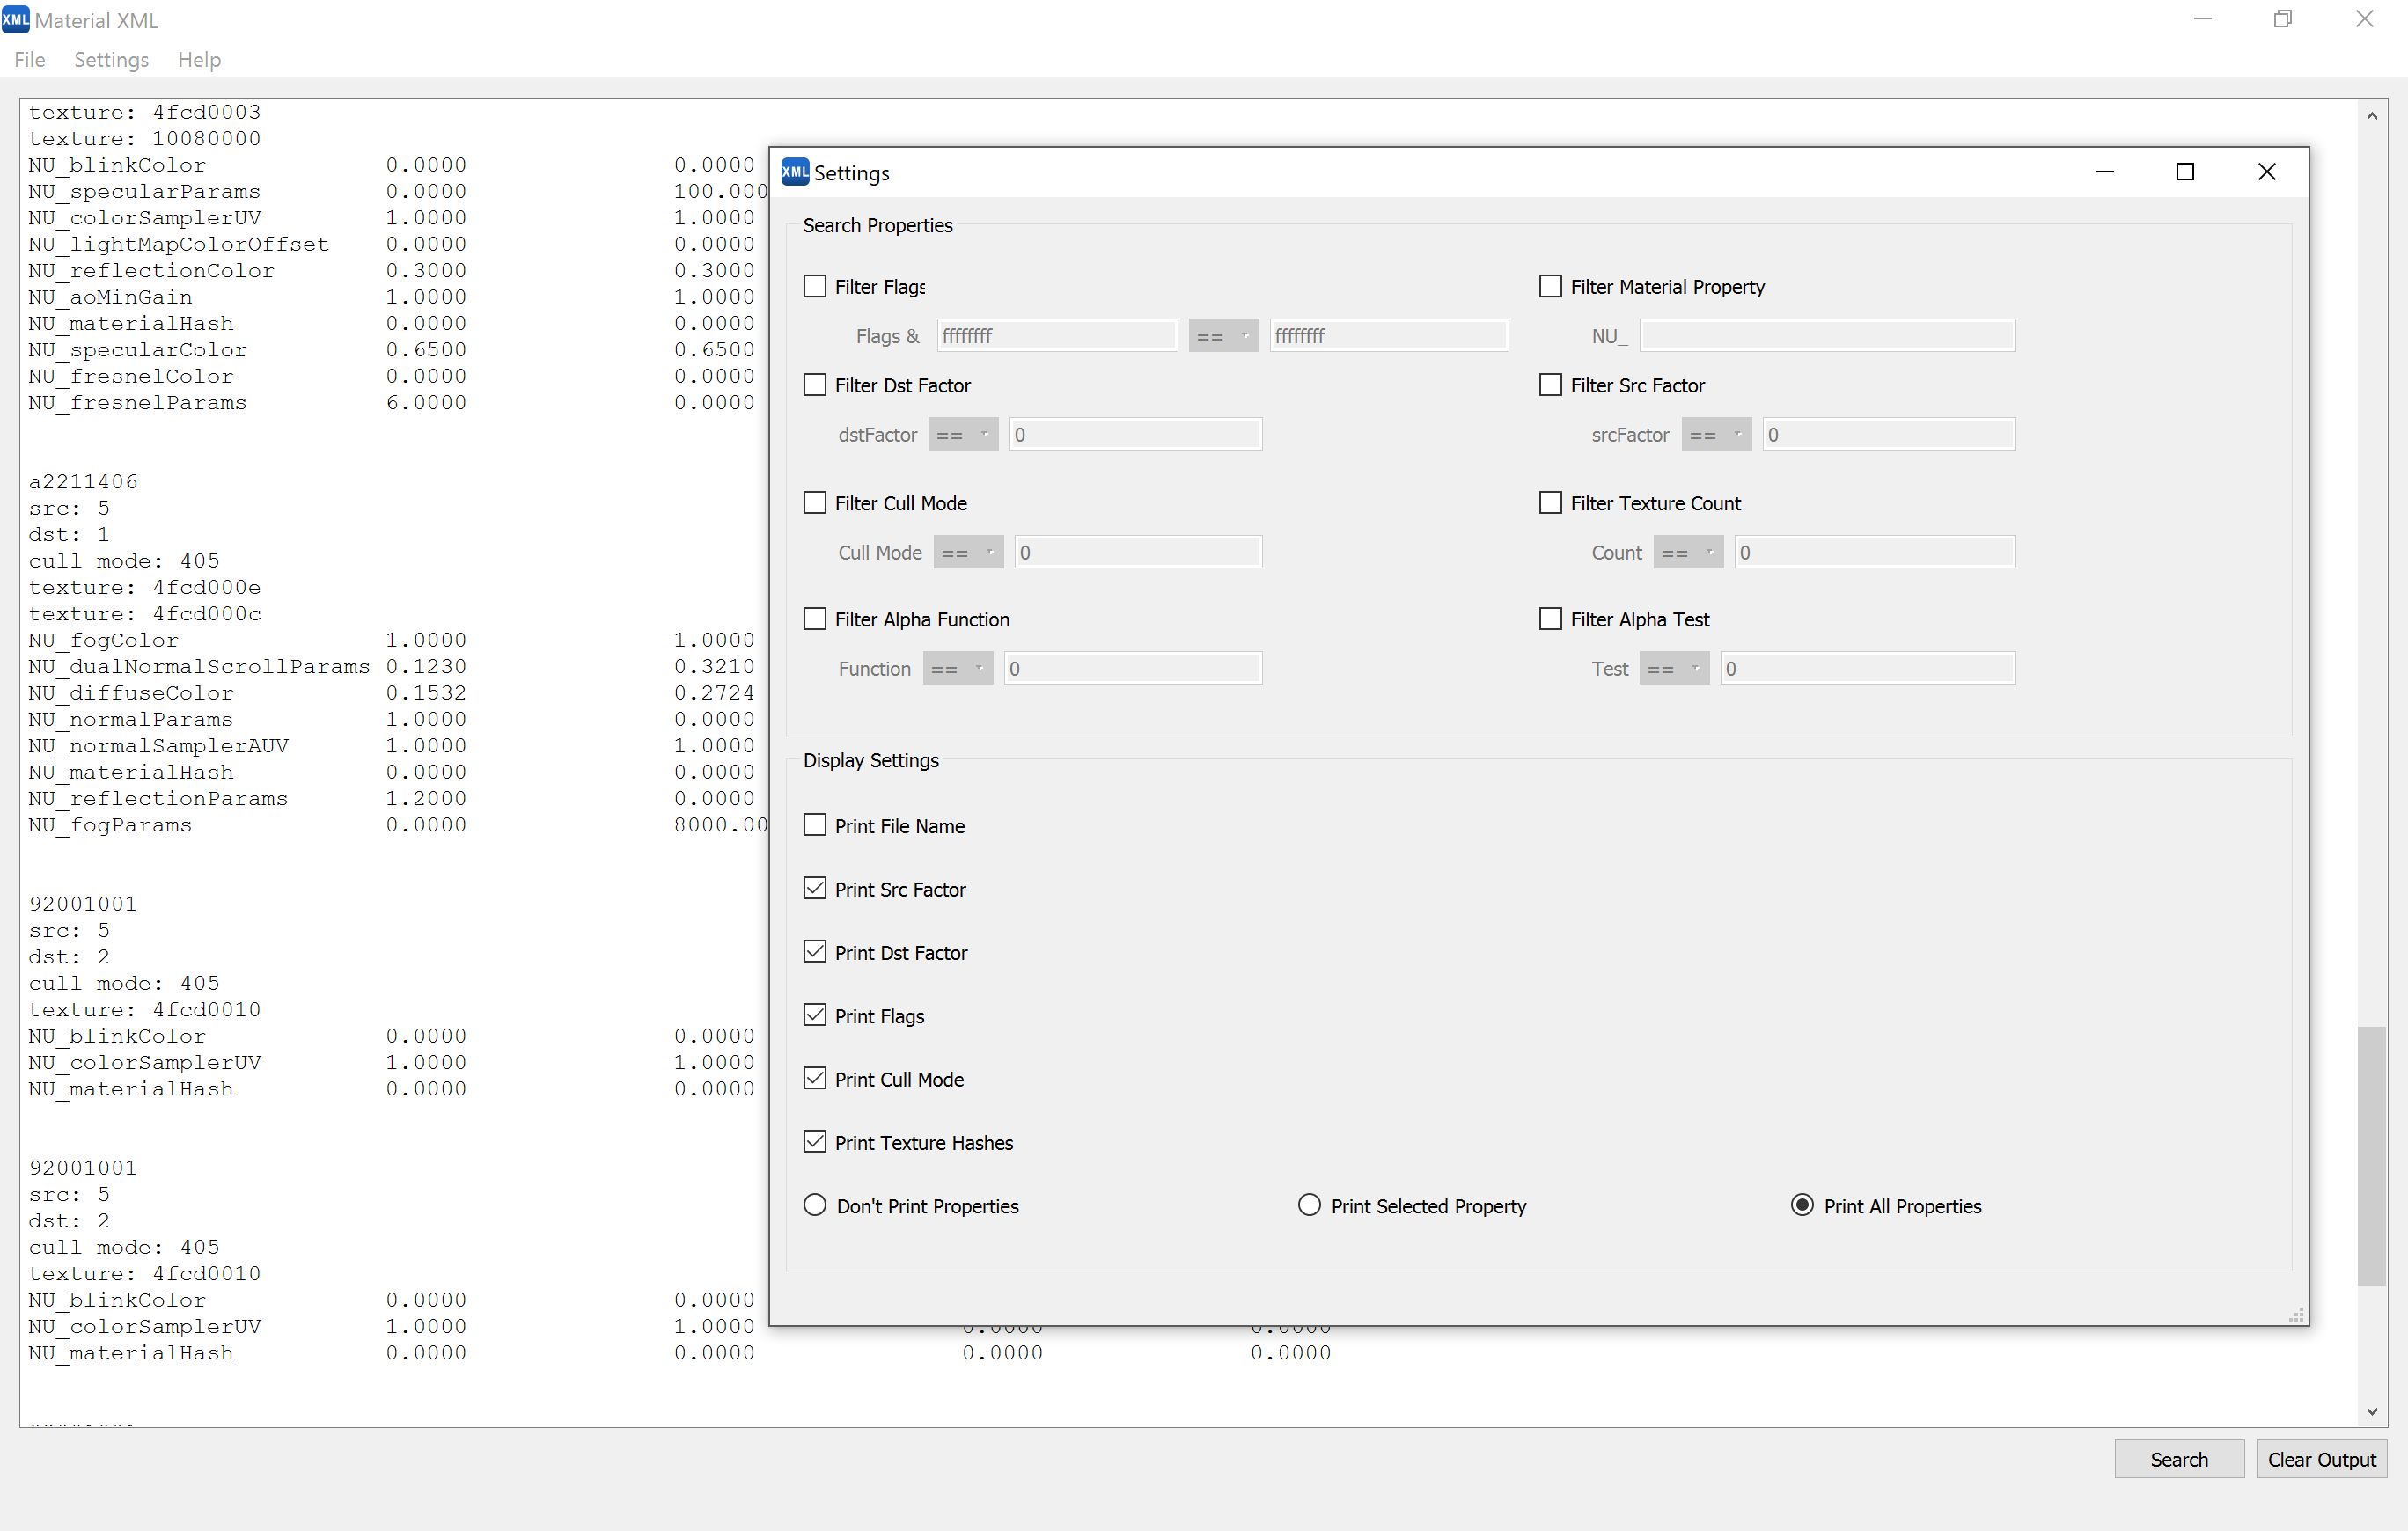 XML Material XML
File Settings Help
texture: 4fcd0003
texture: 10080000
NU_blinkColor 0.0000 0.0000
NU_specularParams 0.0000 100.000
NU_colorSamplerUV 1.0000 1.0000
NU_lightMapColorOffset 0.0000 0.0000
NU_reflectionColor 0.3000 0.3000
NU_aoMinGain 1.0000 1.0000
NU_materialHash 0.0000 0.0000
NU_specularColor 0.6500 0.6500
NU_fresnelColor 0.0000 0.0000
NU_fresnelParams 6.0000 0.0000
a2211406
src: 5
dst: 1
cull mode: 405
texture: 4fcd000e
texture: 4fcd000c
NU_fogColor 1.0000 1.0000
NU_dualNormalScrollParams 0.1230 0.3210
NU_diffuseColor 0.1532 0.2724
NU_normalParams 1.0000 0.0000
NU_normalSamplerAUV 1.0000 1.0000
NU_materialHash 0.0000 0.0000
NU_reflectionParams 1.2000 0.0000
NU_fogParams 0.0000 8000.00
92001001
src: 5
dst: 2
cull mode: 405
texture: 4fcd0010
NU_blinkColor 0.0000 0.0000
NU_colorSamplerUV 1.0000 1.0000
NU_materialHash 0.0000 0.0000
92001001
src: 5
dst: 2
cull mode: 405
texture: 4fcd0010
NU_blinkColor 0.0000 0.0000
NU_colorSamplerUV 1.0000 1.0000 0.0000 0.0000
NU_materialHash 0.0000 0.0000 0.0000 0.0000
XML Settings
Search Properties
Filter Flags Filter Material Property
Flags & ffffffff == ffffffff NU_
Filter Dst Factor Filter Src Factor
dstFactor == 0 srcFactor == 0
Filter Cull Mode Filter Texture Count
Cull Mode == 0 Count == 0
Filter Alpha Function Filter Alpha Test
Function == 0 Test == 0
Display Settings
Print File Name
Print Src Factor
Print Dst Factor
Print Flags
Print Cull Mode
Print Texture Hashes
Don't Print Properties Print Selected Property Print All Properties
Search Clear Output